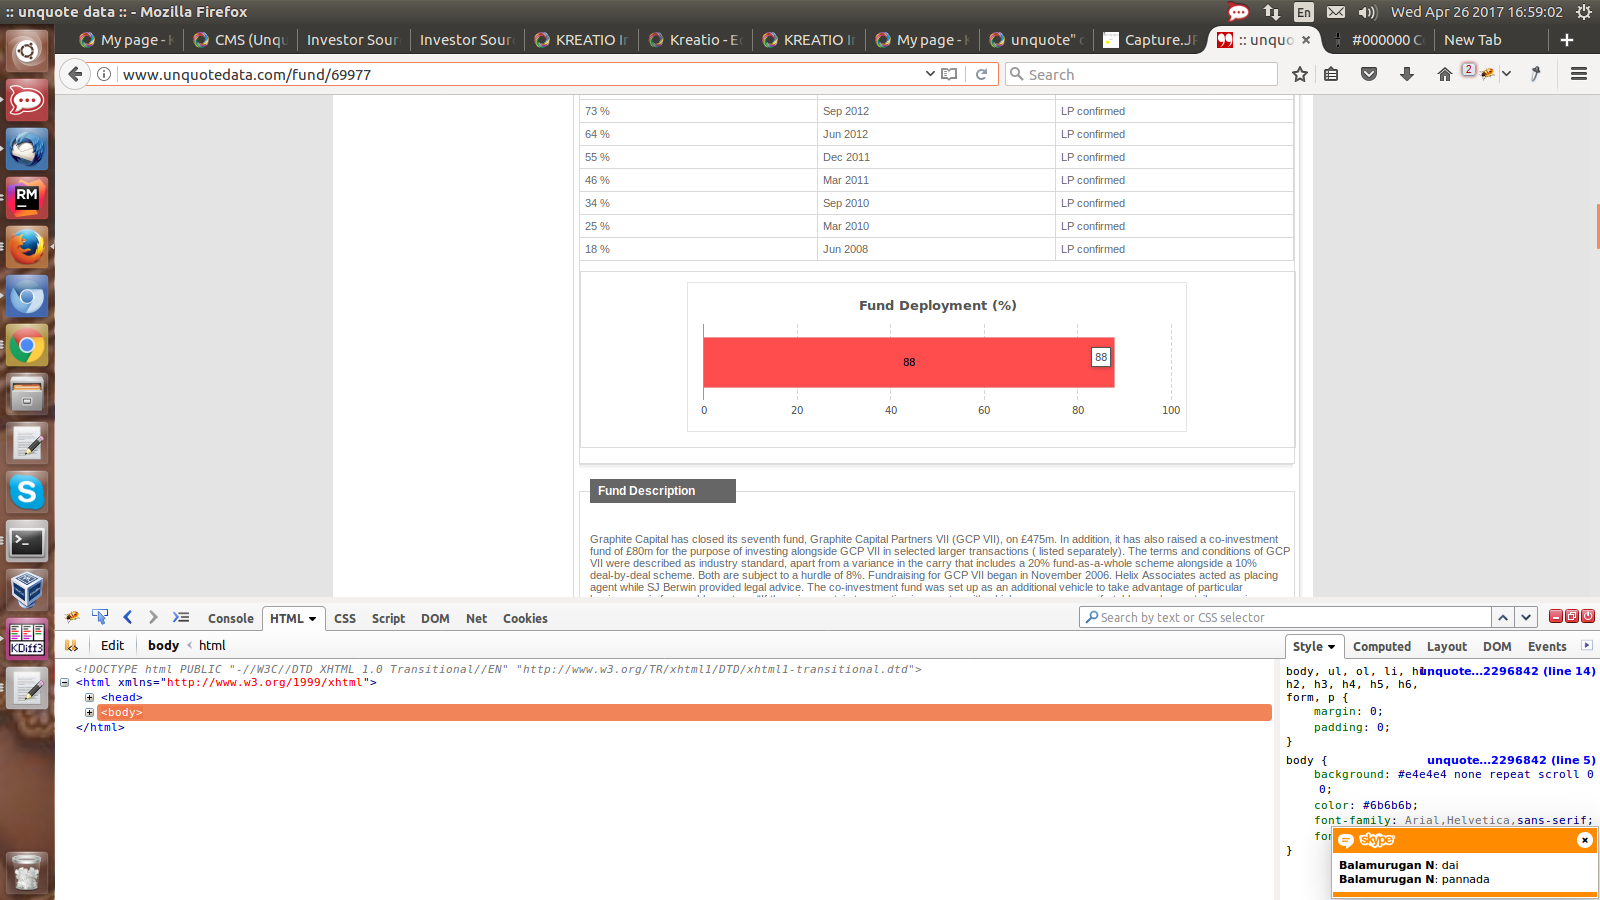 :: unquote data :: - Mozilla Firefox
En
Wed Apr 26 2017 16:59:02
My page -
CMS (Unq
Investor Sour
Investor Sour
KREATIO I
Kreatio - E
KREATIO I
My page -
unquote"
Capture.J
:: unquo
#000000 C
New Tab
www.unquotedata.com/fund/69977
Search
2
73 % Sep 2012 LP confirmed
64 % Jun 2012 LP confirmed
55 % Dec 2011 LP confirmed
46 % Mar 2011 LP confirmed
34 % Sep 2010 LP confirmed
25 % Mar 2010 LP confirmed
18 % Jun 2008 LP confirmed
Fund Deployment (%)
88
88
0 20 40 60 80 100
Fund Description
Graphite Capital has closed its seventh fund, Graphite Capital Partners VII (GCP VII), on £475m. In addition, it has also raised a co-investment
fund of £80m for the purpose of investing alongside GCP VII in selected larger transactions ( listed separately). The terms and conditions of GCP
VII were described as industry standard, apart from a variance in the carry that includes a 20% fund-as-a-whole scheme alongside a 10%
deal-by-deal scheme. Both are subject to a hurdle of 8%. Fundraising for GCP VII began in November 2006. Helix Associates acted as placing
agent while SJ Berwin provided legal advice. The co-investment fund was set up as an additional vehicle to take advantage of particular
Console HTML CSS Script DOM Net Cookies
Search by text or CSS selector
Edit body html
Style Computed Layout DOM Events
<!DOCTYPE html PUBLIC "-//W3C//DTD XHTML 1.0 Transitional//EN" "http://www.w3.org/TR/xhtml1/DTD/xhtml1-transitional.dtd">
<html xmlns="http://www.w3.org/1999/xhtml">
<head>
<body>
</html>
body, ul, ol, li, h1, unquote...2296842 (line 14)
h2, h3, h4, h5, h6,
form, p {
margin: 0;
padding: 0;
}
body { unquote...2296842 (line 5)
background: #e4e4e4 none repeat scroll 0
0;
color: #6b6b6b;
font-family: Arial,Helvetica,sans-serif;
fo
}
skype
Balamurugan N: dai
Balamurugan N: pannada
RM
KDiff3